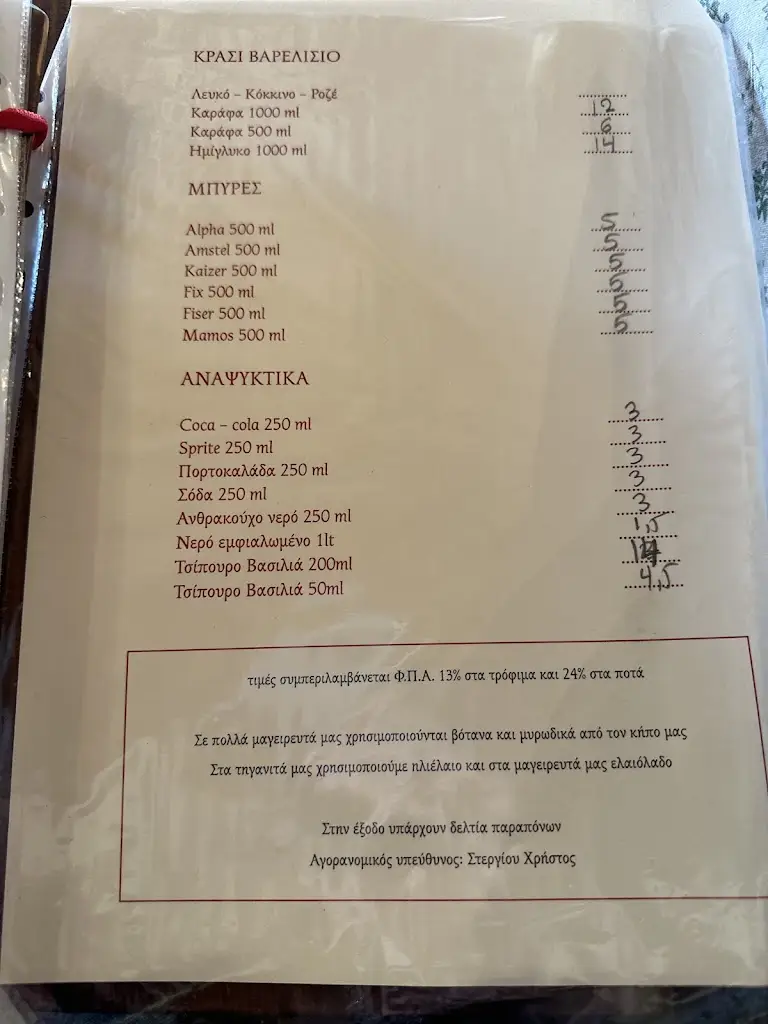 ΚΡΑΣΙ ΒΑΡΕΛΙΣΙΟ
Λευκό – Κόκκινο – Ροζέ ..........
Καράφα 1000 ml 12
Καράφα 500 ml 6
Ημίγλυκο 1000 ml 14
ΜΠΥΡΕΣ
Alpha 500 ml 5
Amstel 500 ml 5
Kaizer 500 ml 5
Fix 500 ml 5
Fiser 500 ml 5
Mamos 500 ml 5
ΑΝΑΨΥΚΤΙΚΑ
Coca – cola 250 ml 3
Sprite 250 ml 3
Πορτοκαλάδα 250 ml 3
Σόδα 250 ml 3
Ανθρακούχο νερό 250 ml 3
Νερό εμφιαλωμένο 1lt 1,5
Τσίπουρο Βασιλιά 200ml
Τσίπουρο Βασιλιά 50ml 4,5
τιμές συμπεριλαμβάνεται Φ.Π.Α. 13% στα τρόφιμα και 24% στα ποτά
Σε πολλά μαγειρευτά μας χρησιμοποιούνται βότανα και μυρωδικά από τον κήπο μας
Στα τηγανιτά μας χρησιμοποιούμε ηλιέλαιο και στα μαγειρευτά μας ελαιόλαδο
Στην έξοδο υπάρχουν δελτία παραπόνων
Αγορανομικός υπεύθυνος: Στεργίου Χρήστος